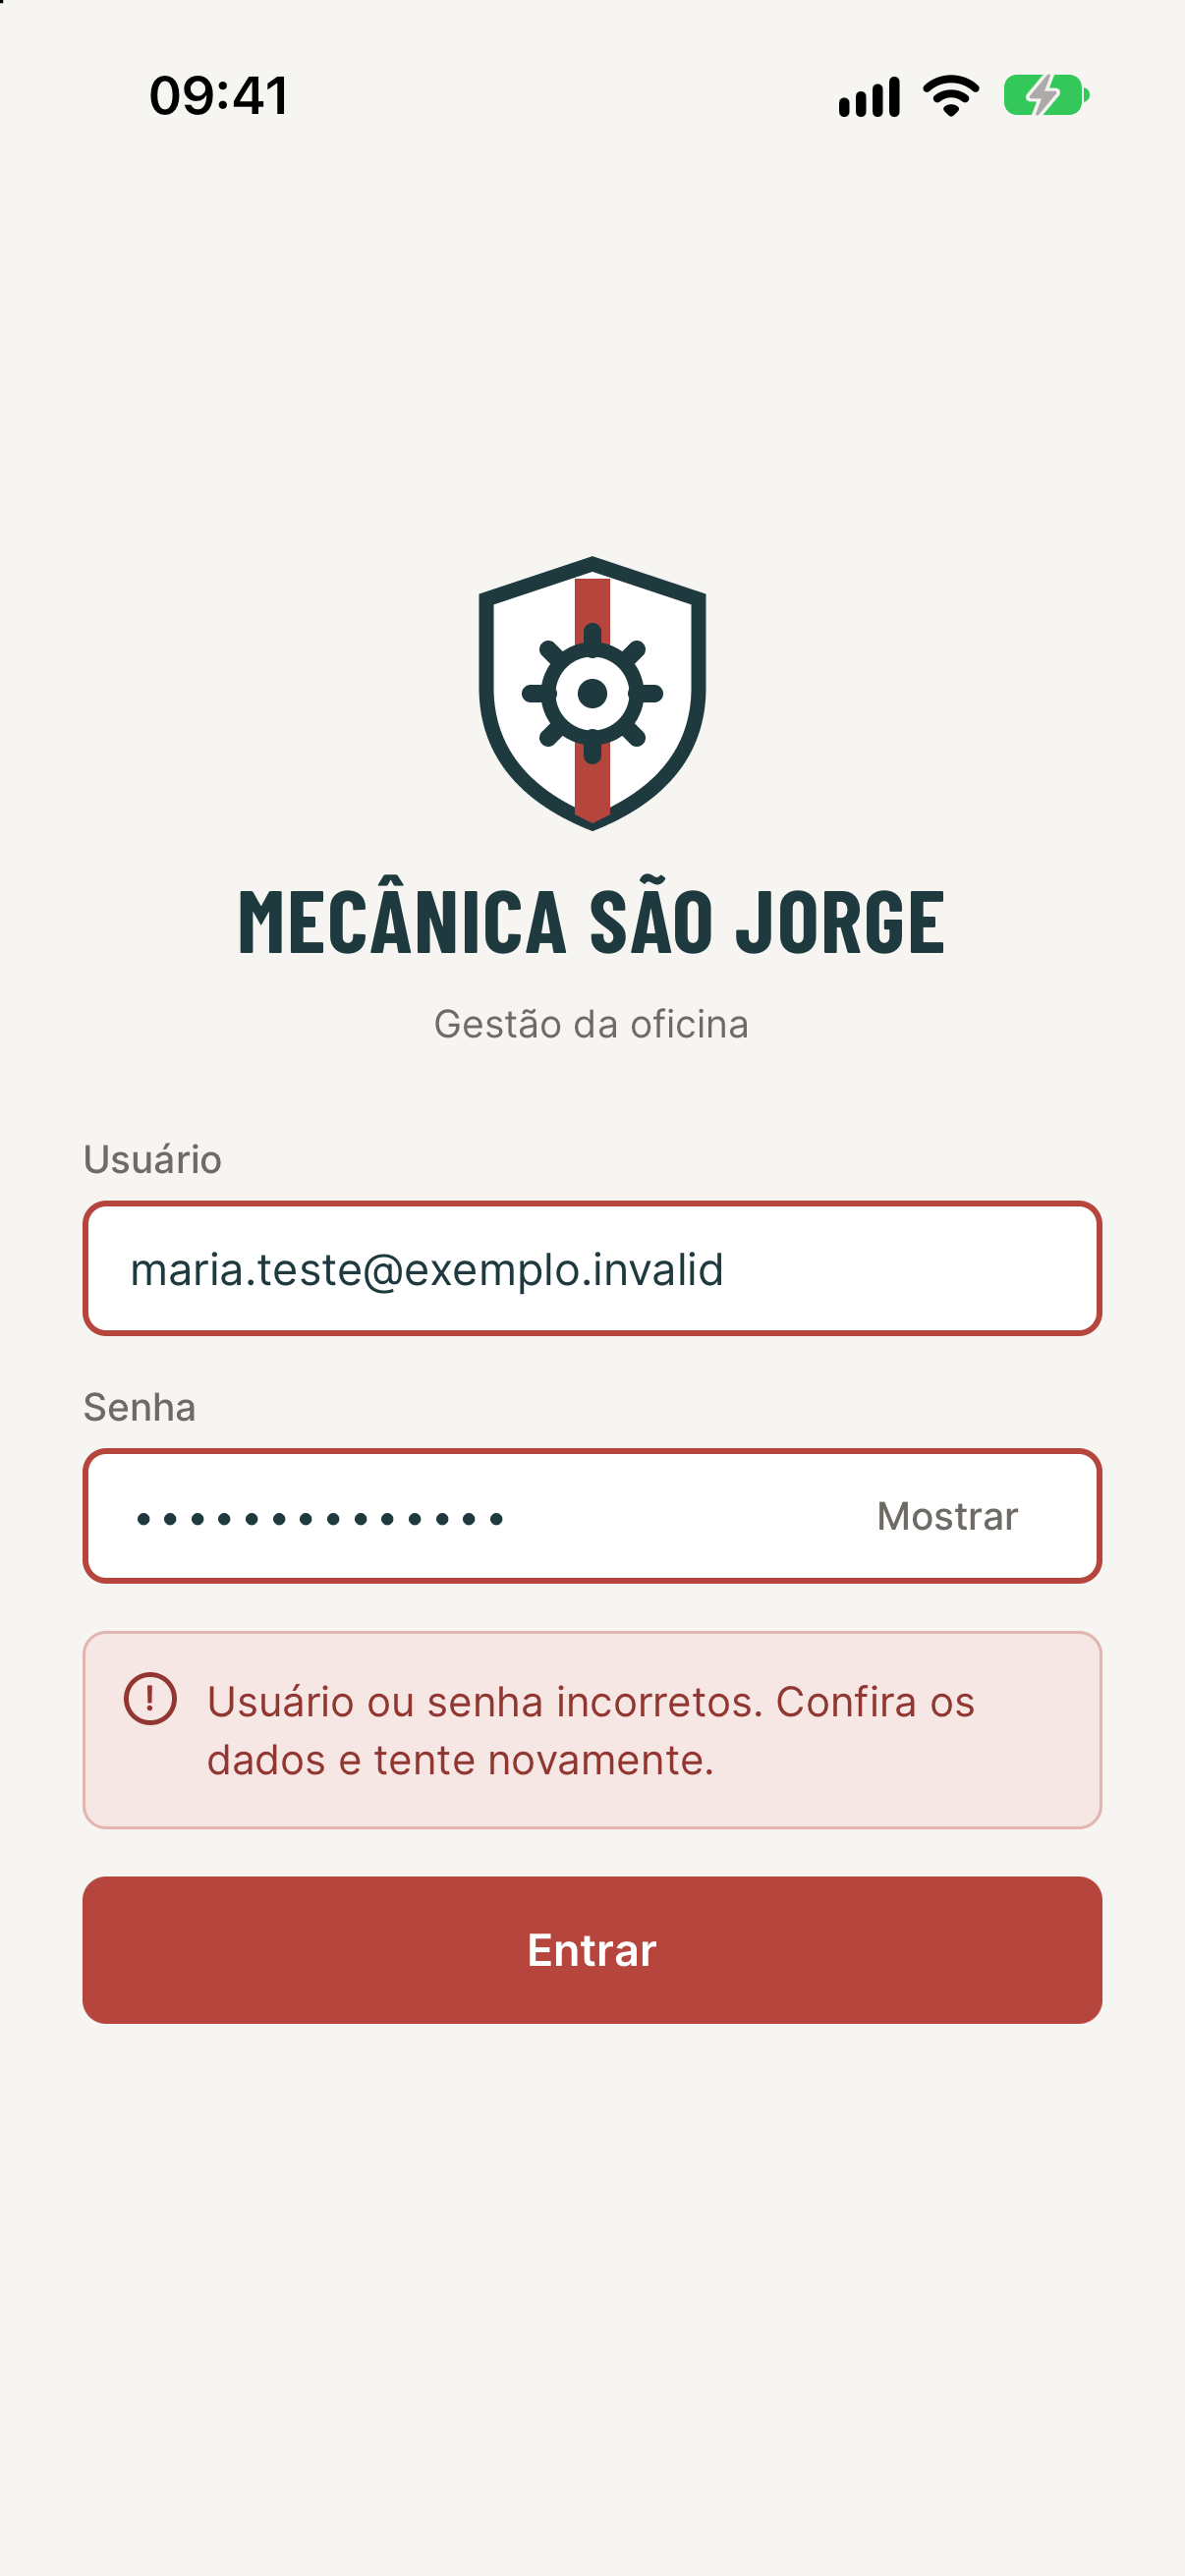 09:41
MECÂNICA SÃO JORGE
Gestão da oficina
Usuário
maria.teste@exemplo.invalid
Senha
••••••••••••••
Mostrar
Usuário ou senha incorretos. Confira os
dados e tente novamente.
Entrar